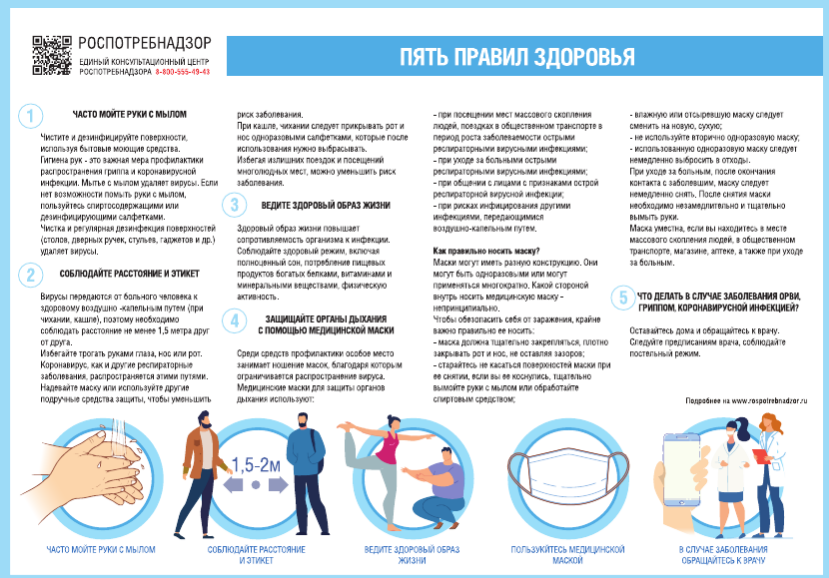 РОСПОТРЕБНАДЗОР
ЕДИНЫЙ КОНСУЛЬТАЦИОННЫЙ ЦЕНТР
РОСПОТРЕБНАДЗОРА 8-800-555-49-43
ПЯТЬ ПРАВИЛ ЗДОРОВЬЯ
1
ЧАСТО МОЙТЕ РУКИ С МЫЛОМ
Чистите и дезинфицируйте поверхности,
используя бытовые моющие средства.
Гигиена рук - это важная мера профилактики
распространения гриппа и коронавирусной
инфекции. Мытье с мылом удаляет вирусы. Если
нет возможности помыть руки с мылом,
пользуйтесь спиртсодержащими или
дезинфицирующими салфетками.
Чистка и регулярная дезинфекция поверхностей
(столов, дверных ручек, стульев, гаджетов и др.)
удаляет вирусы.
2
СОБЛЮДАЙТЕ РАССТОЯНИЕ И ЭТИКЕТ
Вирусы передаются от больного человека к
здоровому воздушно -капельным путем (при
чихании, кашле), поэтому необходимо
соблюдать расстояние не менее 1,5 метра друг
от друга.
Избегайте трогать руками глаза, нос или рот.
Коронавирус, как и другие респираторные
заболевания, распространяется этими путями.
Надевайте маску или используйте другие
подручные средства защиты, чтобы уменьшить
риск заболевания.
При кашле, чихании следует прикрывать рот и
нос одноразовыми салфетками, которые после
использования нужно выбрасывать.
Избегая излишних поездок и посещений
многолюдных мест, можно уменьшить риск
заболевания.
3
ВЕДИТЕ ЗДОРОВЫЙ ОБРАЗ ЖИЗНИ
Здоровый образ жизни повышает
сопротивляемость организма к инфекции.
Соблюдайте здоровый режим, включая
полноценный сон, потребление пищевых
продуктов богатых белками, витаминами и
минеральными веществами, физическую
активность.
4
ЗАЩИЩАЙТЕ ОРГАНЫ ДЫХАНИЯ
С ПОМОЩЬЮ МЕДИЦИНСКОЙ МАСКИ
Среди средств профилактики особое место
занимает ношение масок, благодаря которым
ограничивается распространение вируса.
Медицинские маски для защиты органов
дыхания используют:
- при посещении мест массового скопления
людей, поездках в общественном транспорте в
период роста заболеваемости острыми
респираторными вирусными инфекциями;
- при уходе за больными острыми
респираторными вирусными инфекциями;
- при общении с лицами с признаками острой
респираторной вирусной инфекции;
- при рисках инфицирования другими
инфекциями, передающимися
воздушно-капельным путем.
Как правильно носить маску?
Маски могут иметь разную конструкцию. Они
могут быть одноразовыми или могут
применяться многократно. Какой стороной
внутрь носить медицинскую маску -
непринципиально.
Чтобы обезопасить себя от заражения, крайне
важно правильно ее носить:
- маска должна тщательно закрепляться, плотно
закрывать рот и нос, не оставляя зазоров;
- старайтесь не касаться поверхностей маски при
ее снятии, если вы ее коснулись, тщательно
вымойте руки с мылом или обработайте
спиртовым средством;
- влажную или отсыревшую маску следует
сменить на новую, сухую;
- не используйте вторично одноразовую маску;
- использованную одноразовую маску следует
немедленно выбросить в отходы.
При уходе за больным, после окончания
контакта с заболевшим, маску следует
немедленно снять. После снятия маски
необходимо незамедлительно и тщательно
вымыть руки.
Маска уместна, если вы находитесь в месте
массового скопления людей, в общественном
транспорте, магазине, аптеке, а также при уходе
за больным.
5
ЧТО ДЕЛАТЬ В СЛУЧАЕ ЗАБОЛЕВАНИЯ ОРВИ,
ГРИППОМ, КОРОНАВИРУСНОЙ ИНФЕКЦИЕЙ?
Оставайтесь дома и обращайтесь к врачу.
Следуйте предписаниям врача, соблюдайте
постельный режим.
Подробнее на www.rospotrebnadzor.ru
1,5-2м
ЧАСТО МОЙТЕ РУКИ С МЫЛОМ
СОБЛЮДАЙТЕ РАССТОЯНИЕ
И ЭТИКЕТ
ВЕДИТЕ ЗДОРОВЫЙ ОБРАЗ
ЖИЗНИ
ПОЛЬЗУЙТЕСЬ МЕДИЦИНСКОЙ
МАСКОЙ
В СЛУЧАЕ ЗАБОЛЕВАНИЯ
ОБРАЩАЙТЕСЬ К ВРАЧУ